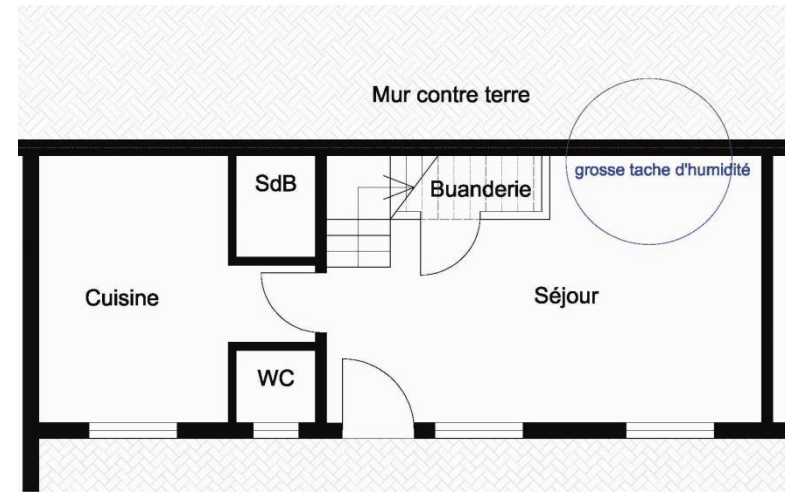 Mur contre terre
grosse tache d'humidité
SdB
Buanderie
Cuisine
Séjour
WC